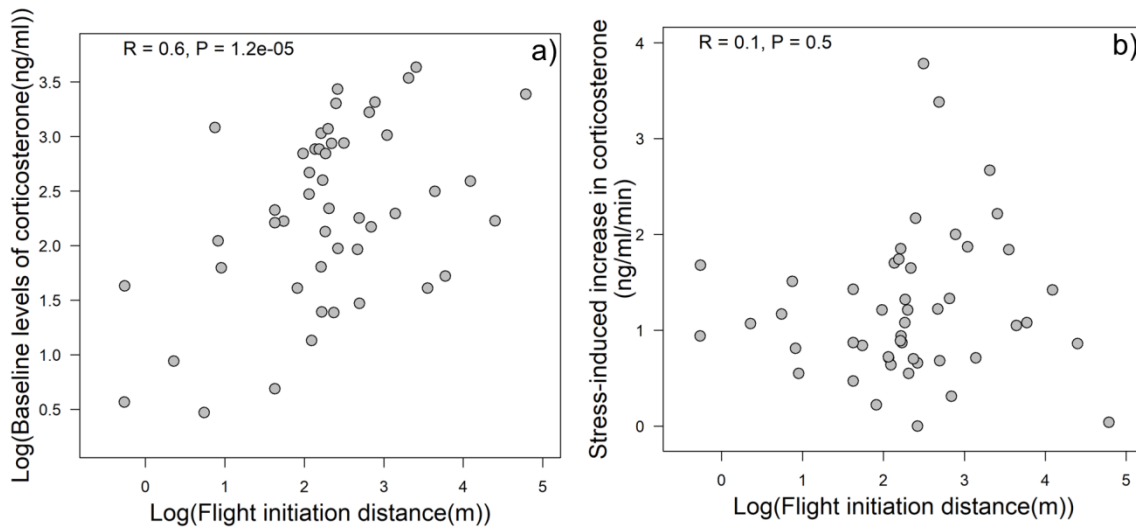 R = 0.6, P = 1.2e-05
a)
Log(Baseline levels of corticosterone(ng/ml))
3.5
3.0
2.5
2.0
1.5
1.0
0.5
0 1 2 3 4 5
Log(Flight initiation distance(m))
R = 0.1, P = 0.5
b)
Stress-induced increase in corticosterone
(ng/ml/min)
4
3
2
1
0
0 1 2 3 4 5
Log(Flight initiation distance(m))